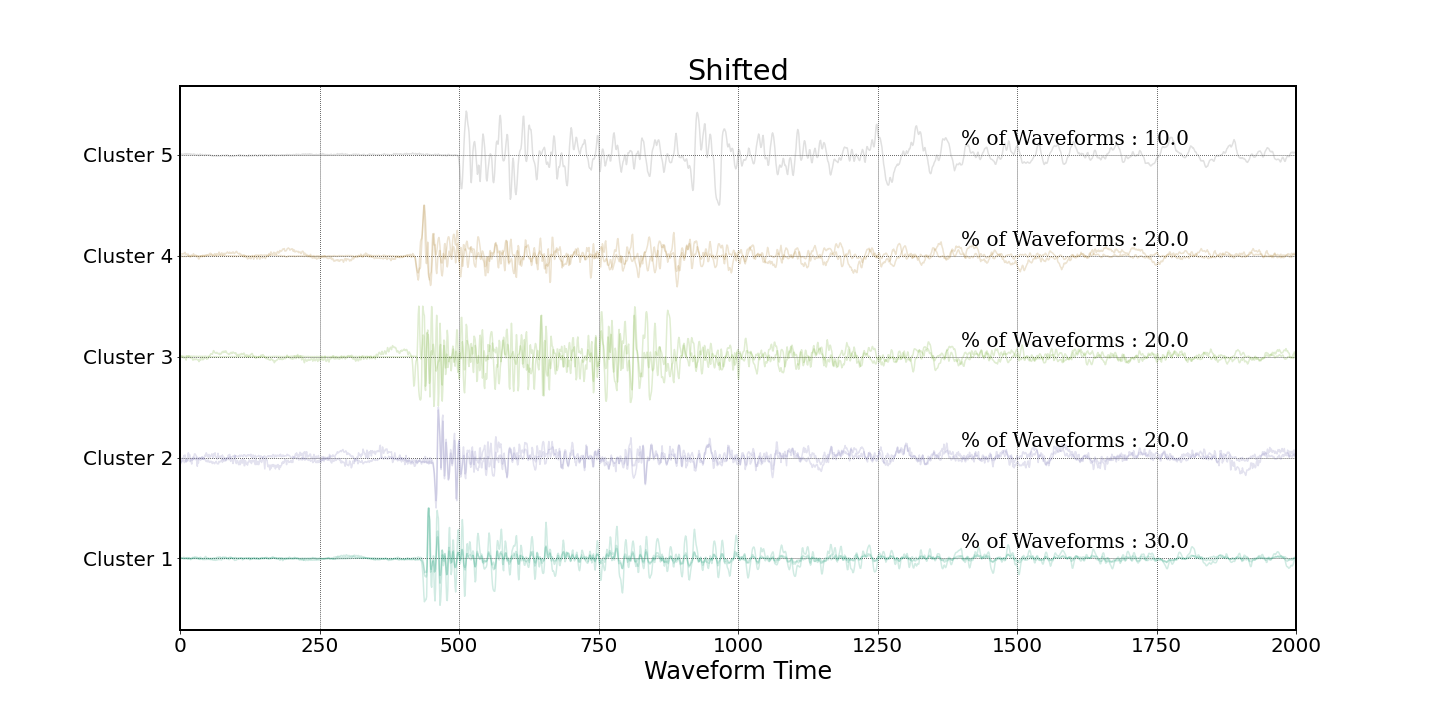 Shifted
Cluster 5
% of Waveforms : 10.0
Cluster 4
% of Waveforms : 20.0
Cluster 3
% of Waveforms : 20.0
Cluster 2
% of Waveforms : 20.0
Cluster 1
% of Waveforms : 30.0
0 250 500 750 1000 1250 1500 1750 2000
Waveform Time